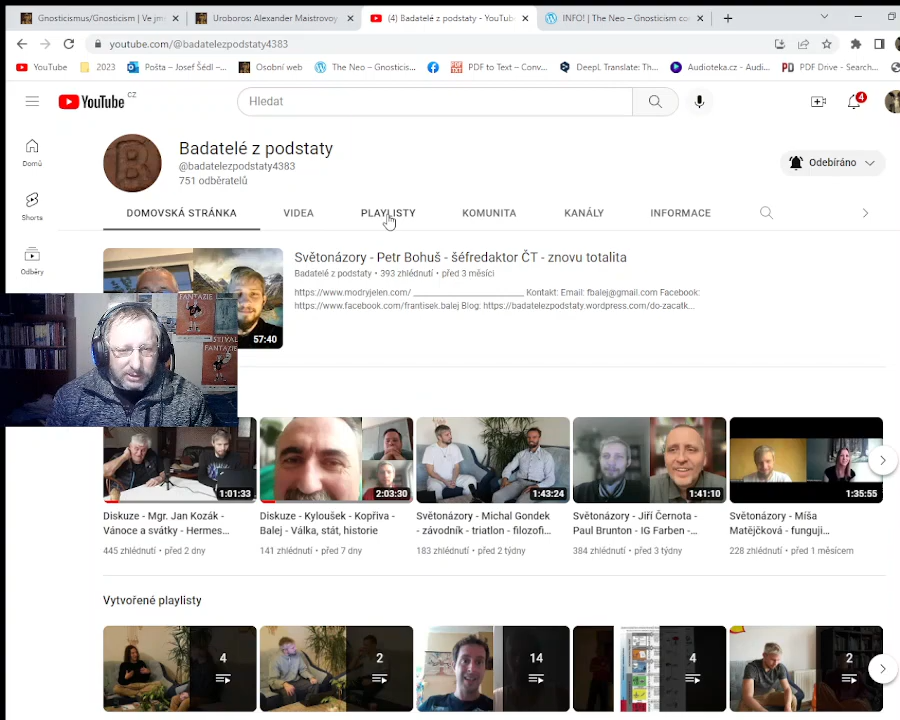 Gnosticismus/Gnosticism | Ve jm
Uroboros: Alexander Maistrovoy
(4) Badatelé z podstaty - YouTub
INFO! | The Neo – Gnosticism co
youtube.com/@badatelezpodstaty4383
YouTube
2023
Pošta – Josef Šédl –...
Osobní web
The Neo – Gnosticis...
PDF to Text – Conv...
DeepL Translate: Th...
Audioteka.cz - Audi...
PDF Drive - Search...
YouTube CZ
Hledat
4
Domů
Shorts
Odběry
Badatelé z podstaty
@badatelezpodstaty4383
751 odběratelů
Odebíráno
DOMOVSKÁ STRÁNKA
VIDEA
PLAYLISTY
KOMUNITA
KANÁLY
INFORMACE
Světonázory - Petr Bohuš - šéfredaktor ČT - znovu totalita
Badatelé z podstaty • 393 zhlédnutí • před 3 měsíci
https://www.modryjelen.com/ ________________________ Kontakt: Email: fbalej@gmail.com Facebook:
https://www.facebook.com/frantisek.balej Blog: https://badatelezpodstaty.wordpress.com/do-zacatk...
57:40
FANTAZIE
STIVAL
FANTAZIE
1:01:33
2:03:30
1:43:24
1:41:10
1:35:55
Diskuze - Mgr. Jan Kozák -
Vánoce a svátky - Hermes...
445 zhlédnutí • před 2 dny
Diskuze - Kyloušek - Kopřiva -
Balej - Válka, stát, historie
141 zhlédnutí • před 7 dny
Světonázory - Michal Gondek
- závodník - triatlon - filozofi...
183 zhlédnutí • před 2 týdny
Světonázory - Jiří Černota -
Paul Brunton - IG Farben -...
384 zhlédnutí • před 3 týdny
Světonázory - Míša
Matějčková - funguji...
228 zhlédnutí • před 1 měsícem
Vytvořené playlisty
4
2
14
4
2